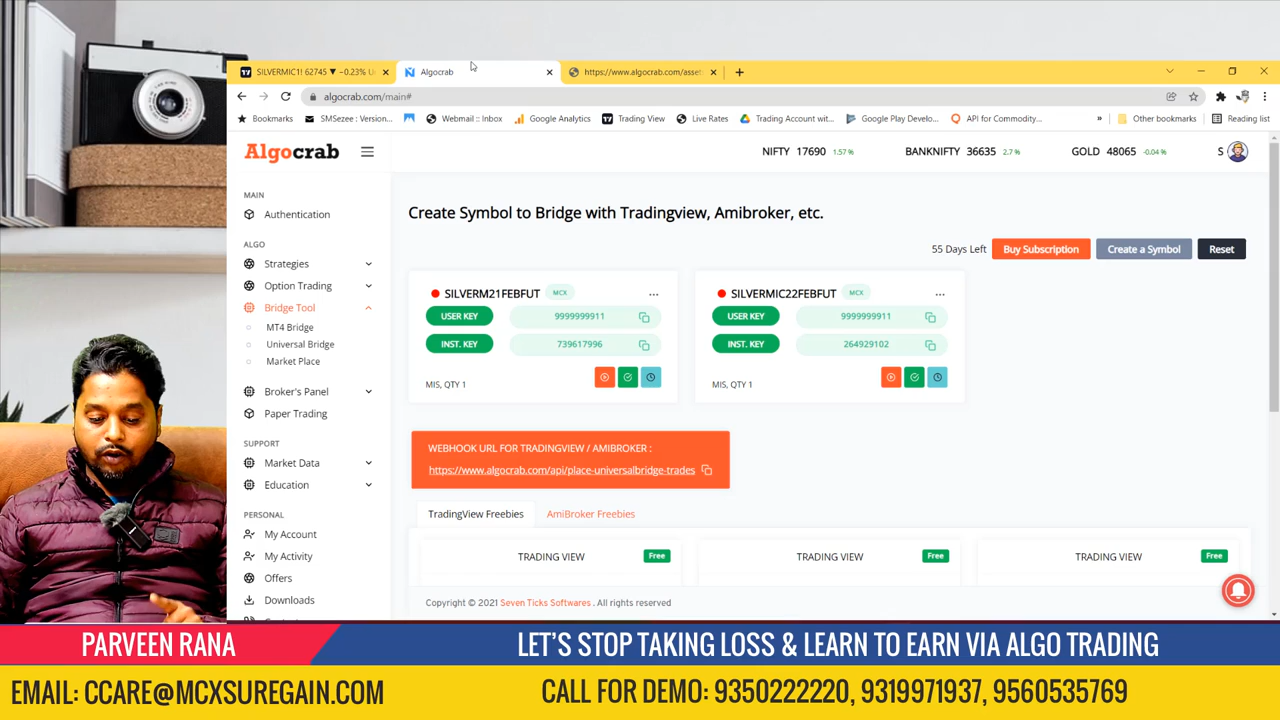 SILVERMIC1! 62745 ▼ −0.23%
Algocrab
https://www.algocrab.com/asse
algocrab.com/main#
Bookmarks
SMSezee : Version...
Webmail :: Inbox
Google Analytics
Trading View
Live Rates
Trading Account wit...
Google Play Develo...
API for Commodity...
»
Other bookmarks
Reading list
Algocrab
NIFTY 17690 1.57 %
BANKNIFTY 36635 2.7 %
GOLD 48065 -0.04 %
S
MAIN
Authentication
ALGO
Strategies
Option Trading
Bridge Tool
MT4 Bridge
Universal Bridge
Market Place
Broker's Panel
Paper Trading
SUPPORT
Market Data
Education
PERSONAL
My Account
My Activity
Offers
Downloads
Create Symbol to Bridge with Tradingview, Amibroker, etc.
55 Days Left
Buy Subscription
Create a Symbol
Reset
SILVERM21FEBFUT MCX ...
USER KEY 9999999911
INST. KEY 739617996
MIS, QTY 1
SILVERMIC22FEBFUT MCX ...
USER KEY 9999999911
INST. KEY 264929102
MIS, QTY 1
WEBHOOK URL FOR TRADINGVIEW / AMIBROKER :
https://www.algocrab.com/api/place-universalbridge-trades
TradingView Freebies
AmiBroker Freebies
TRADING VIEW Free
TRADING VIEW Free
TRADING VIEW Free
Copyright © 2021 Seven Ticks Softwares . All rights reserved
PARVEEN RANA
LET'S STOP TAKING LOSS & LEARN TO EARN VIA ALGO TRADING
EMAIL: CCARE@MCXSUREGAIN.COM
CALL FOR DEMO: 9350222220, 9319971937, 9560535769